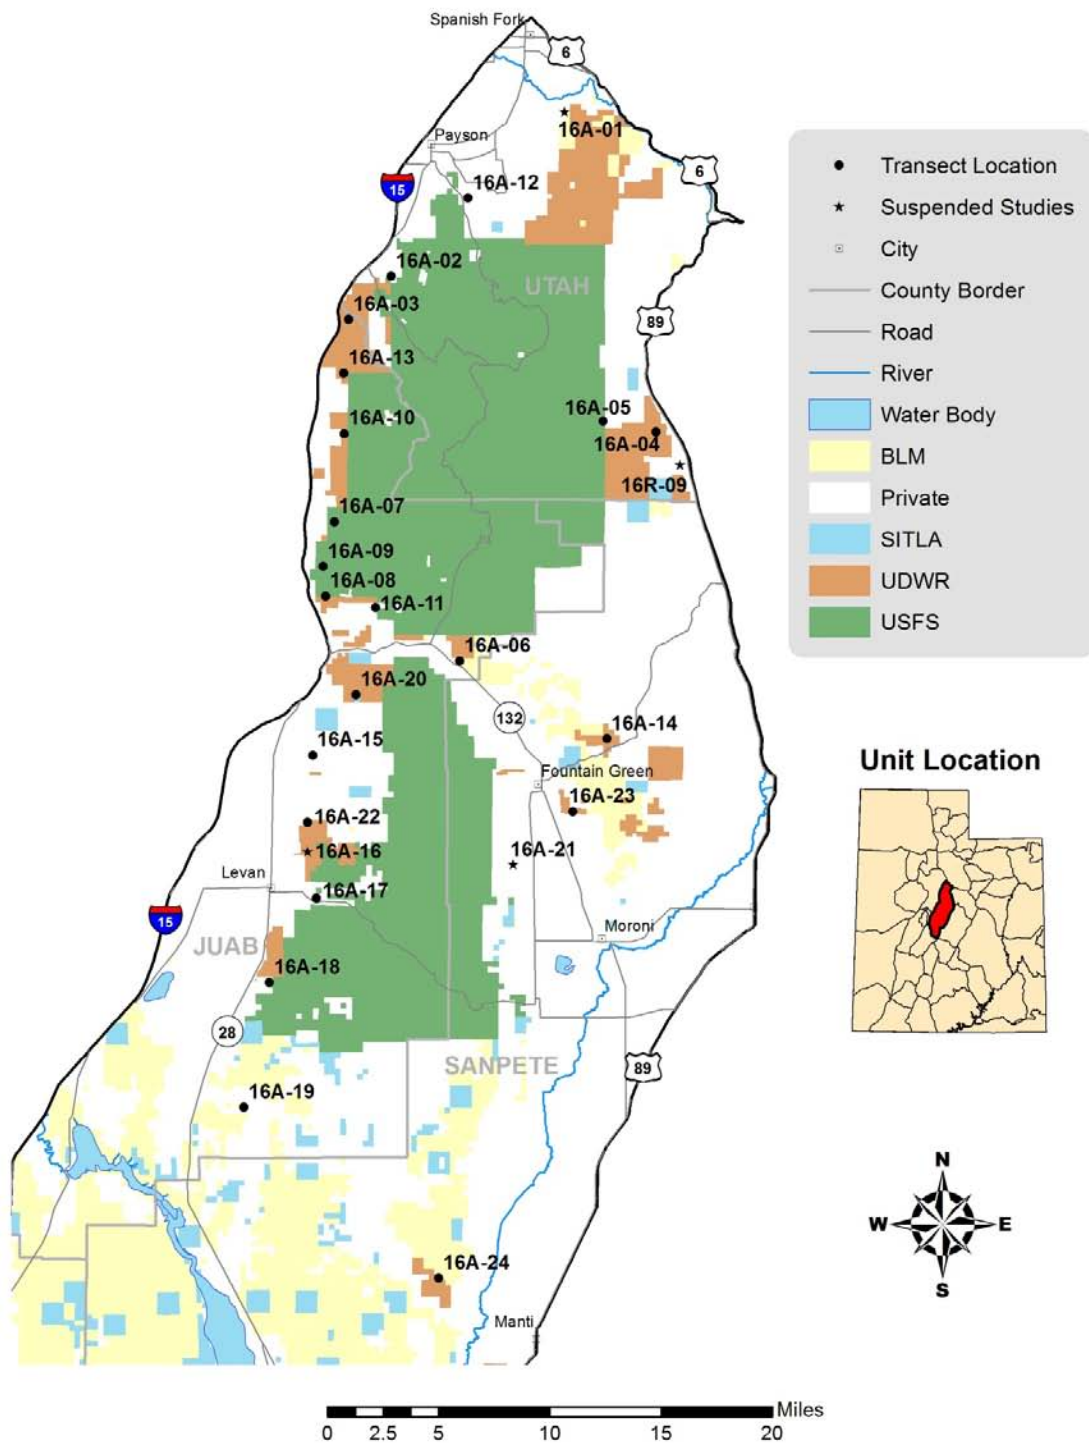 Spanish Fork
6
16A-01
Payson
6
15
16A-12
16A-02
UTAH
16A-03
89
16A-13
16A-05
16A-10
16A-04
16R-09
16A-07
16A-09
16A-08
16A-11
16A-06
16A-20
132
16A-14
16A-15
Fountain Green
16A-23
16A-22
16A-16
16A-21
Levan
16A-17
15
Moroni
JUAB
16A-18
28
SANPETE
89
16A-19
16A-24
Manti
Transect Location
Suspended Studies
City
County Border
Road
River
Water Body
BLM
Private
SITLA
UDWR
USFS
Unit Location
N
W
E
S
Miles
0 2.5 5 10 15 20